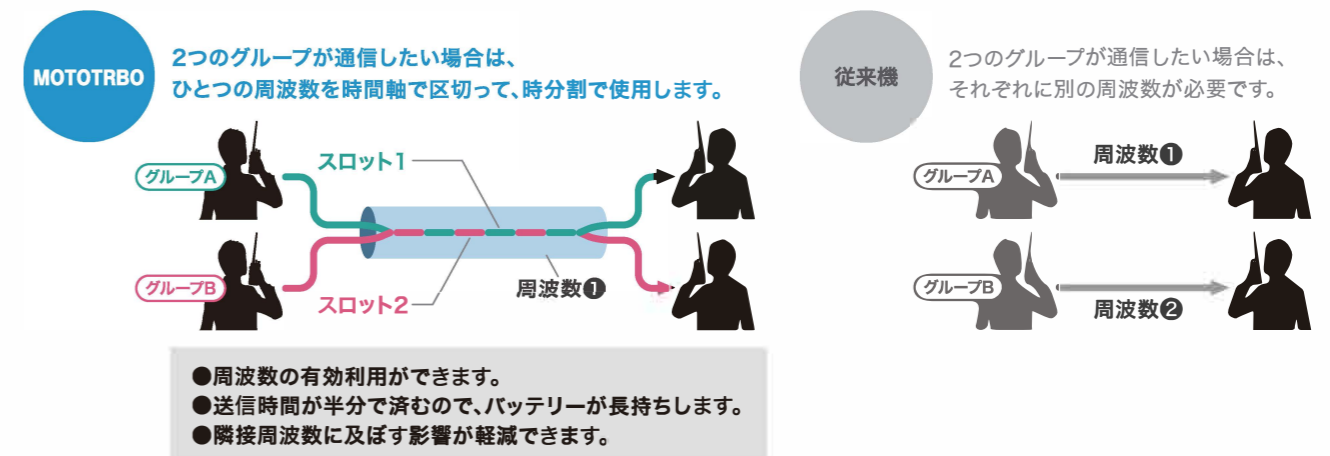 MOTOTRBO
2つのグループが通信したい場合は、
ひとつの周波数を時間軸で区切って、時分割で使用します。
グループA
スロット1
グループB
スロット2
周波数❶
●周波数の有効利用ができます。
●送信時間が半分で済むので、バッテリーが長持ちします。
●隣接周波数に及ぼす影響が軽減できます。
従来機
2つのグループが通信したい場合は、
それぞれに別の周波数が必要です。
グループA
周波数❶
グループB
周波数❷